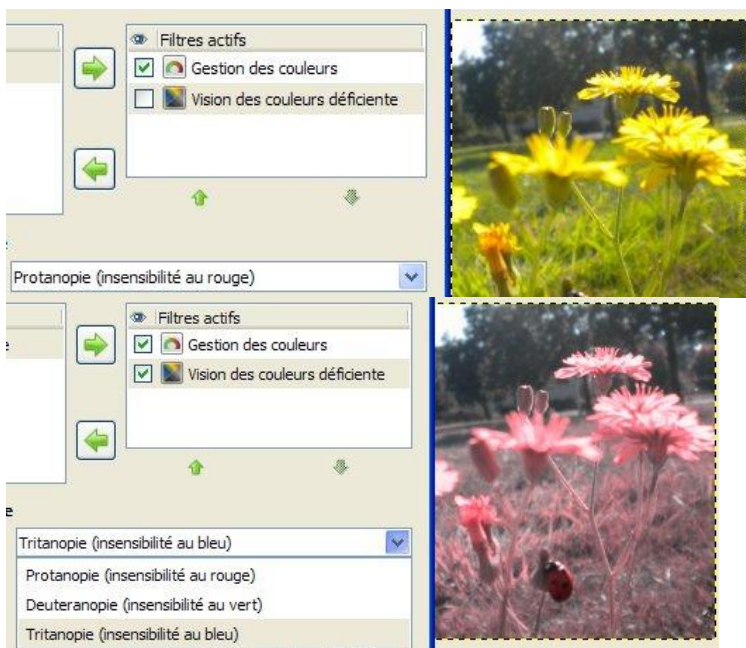 Filtres actifs
Gestion des couleurs
Vision des couleurs déficiente
Protanopie (insensibilité au rouge)
Filtres actifs
Gestion des couleurs
Vision des couleurs déficiente
e
Tritanopie (insensibilité au bleu)
Protanopie (insensibilité au rouge)
Deuteranopie (insensibilité au vert)
Tritanopie (insensibilité au bleu)